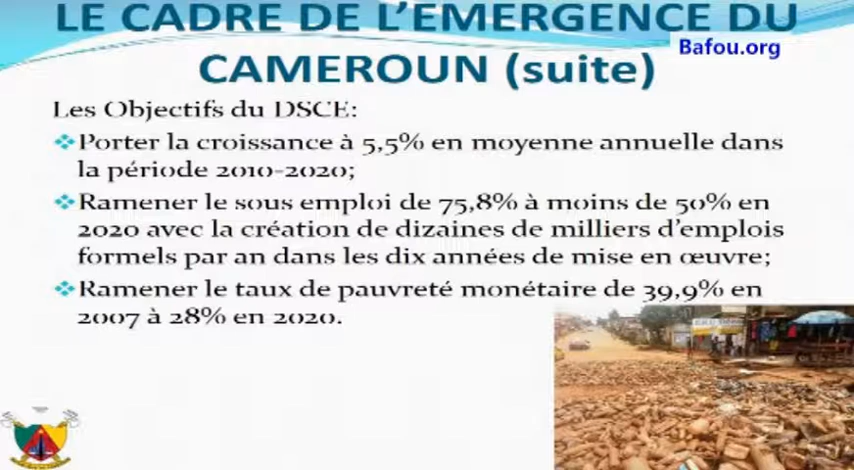 LE CADRE DE L'EMERGENCE DU
Bafou.org
CAMEROUN (suite)
Les Objectifs du DSCE:
Porter la croissance à 5,5% en moyenne annuelle dans
la période 2010-2020;
Ramener le sous emploi de 75,8% à moins de 50% en
2020 avec la création de dizaines de milliers d'emplois
formels par an dans les dix années de mise en œuvre;
Ramener le taux de pauvreté monétaire de 39,9% en
2007 à 28% en 2020.